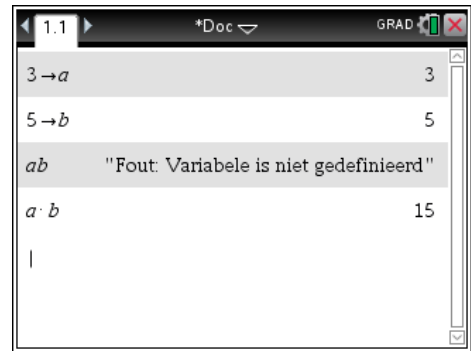 1.1 *Doc GRAD
3→a 3
5→b 5
ab "Fout: Variabele is niet gedefinieerd"
a·b 15